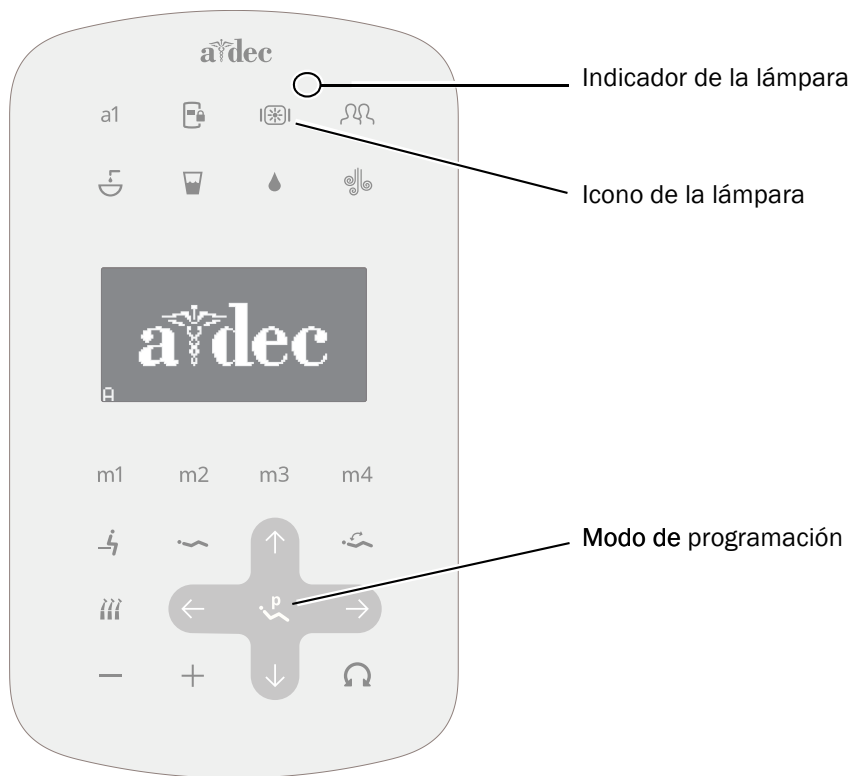 a dec
Indicador de la lámpara
a1
Icono de la lámpara
a dec
A
m1 m2 m3 m4
Modo de programación
p